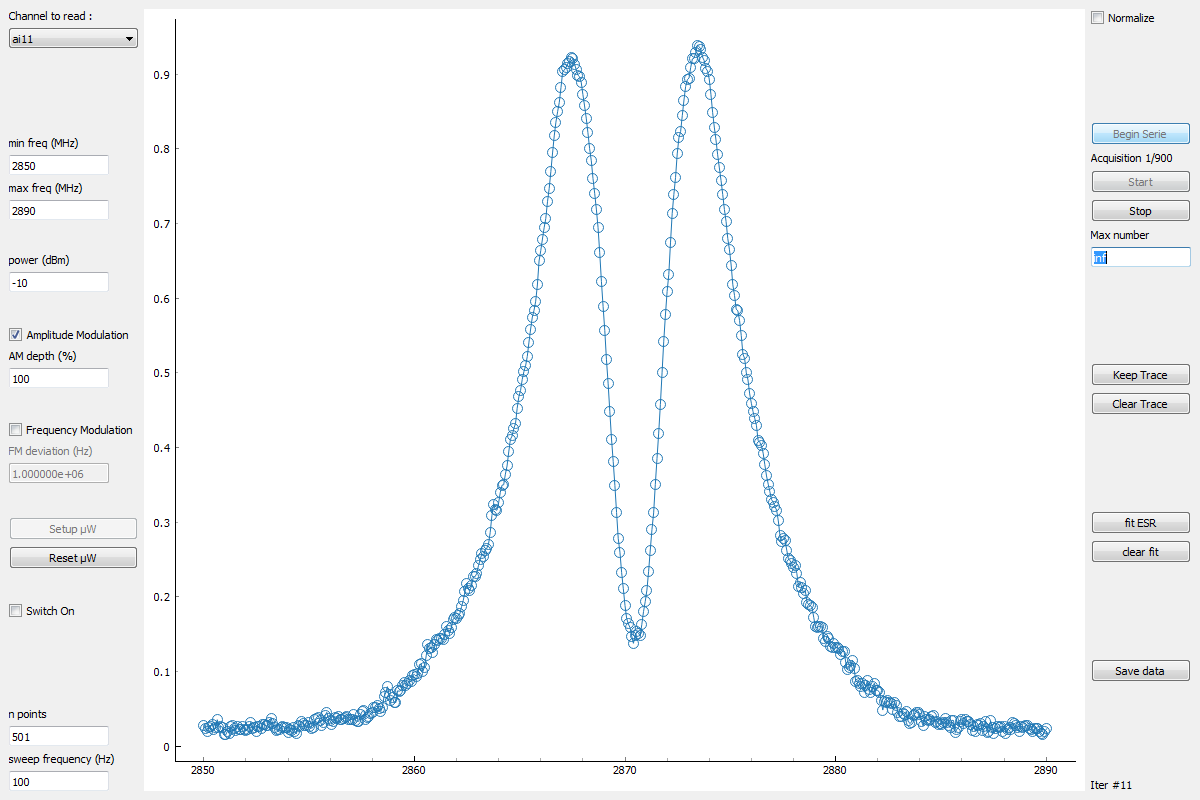 Channel to read :
ai11
min freq (MHz)
2850
max freq (MHz)
2890
power (dBm)
-10
Amplitude Modulation
AM depth (%)
100
Frequency Modulation
FM deviation (Hz)
1.000000e+06
Setup µW
Reset µW
Switch On
n points
501
sweep frequency (Hz)
100
0.9
0.8
0.7
0.6
0.5
0.4
0.3
0.2
0.1
0
2850
2860
2870
2880
2890
Normalize
Begin Serie
Acquisition 1/900
Start
Stop
Max number
inf
Keep Trace
Clear Trace
fit ESR
clear fit
Save data
Iter #11